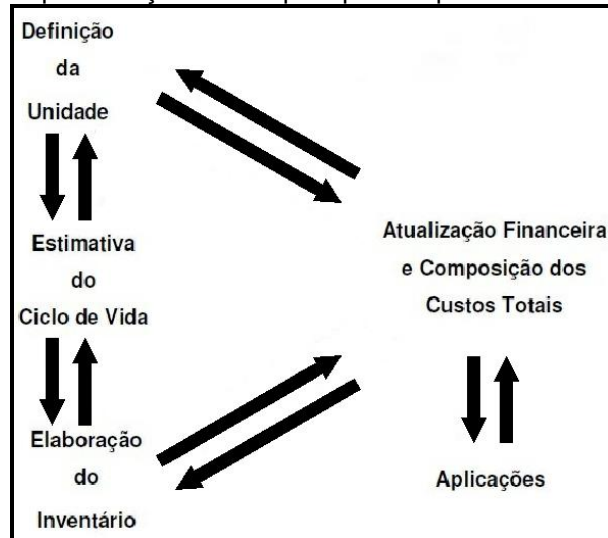 Definição
da
Unidade
Estimativa
do
Ciclo de Vida
Elaboração
do
Inventário
Atualização Financeira
e Composição dos
Custos Totais
Aplicações